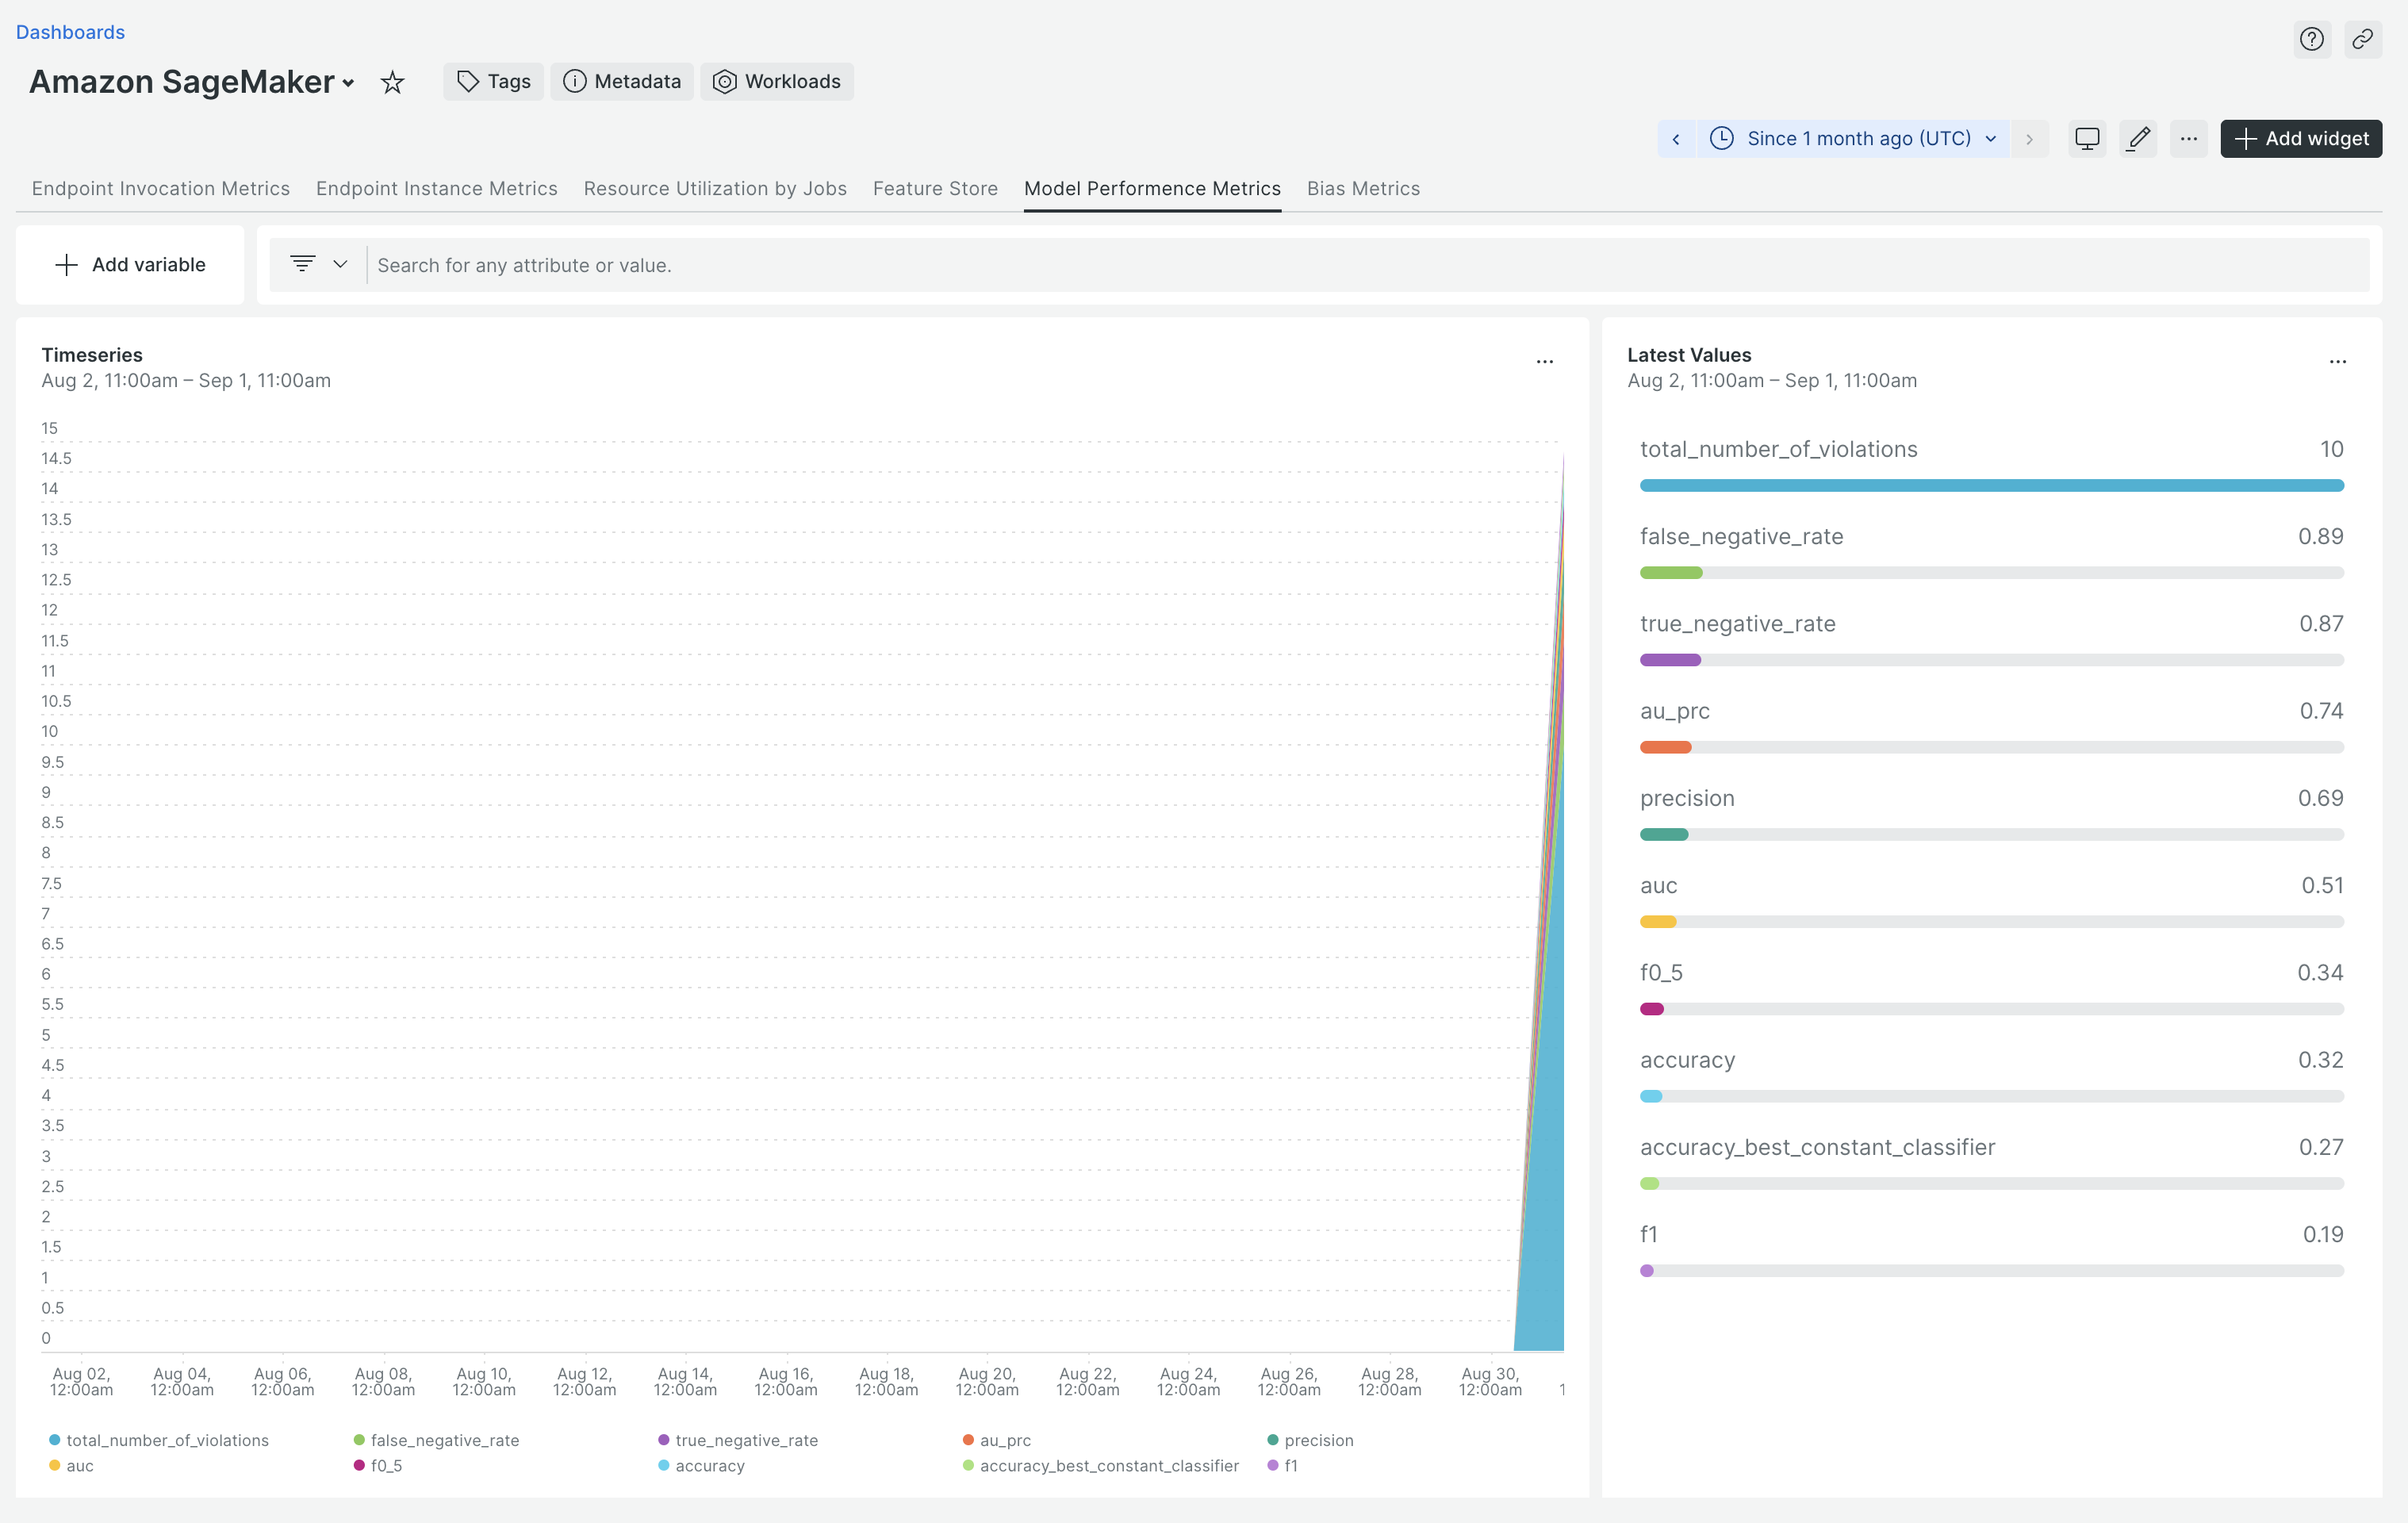 Dashboards
Amazon SageMaker
Tags
Metadata
Workloads
Since 1 month ago (UTC)
Add widget
Endpoint Invocation Metrics
Endpoint Instance Metrics
Resource Utilization by Jobs
Feature Store
Model Performence Metrics
Bias Metrics
Add variable
Search for any attribute or value.
Timeseries
Aug 2, 11:00am – Sep 1, 11:00am
15
14.5
14
13.5
13
12.5
12
11.5
11
10.5
10
9.5
9
8.5
8
7.5
7
6.5
6
5.5
5
4.5
4
3.5
3
2.5
2
1.5
1
0.5
0
Aug 02,
12:00am
Aug 04,
12:00am
Aug 06,
12:00am
Aug 08,
12:00am
Aug 10,
12:00am
Aug 12,
12:00am
Aug 14,
12:00am
Aug 16,
12:00am
Aug 18,
12:00am
Aug 20,
12:00am
Aug 22,
12:00am
Aug 24,
12:00am
Aug 26,
12:00am
Aug 28,
12:00am
Aug 30,
12:00am
1
total_number_of_violations
false_negative_rate
true_negative_rate
au_prc
precision
auc
f0_5
accuracy
accuracy_best_constant_classifier
f1
Latest Values
Aug 2, 11:00am – Sep 1, 11:00am
total_number_of_violations 10
false_negative_rate 0.89
true_negative_rate 0.87
au_prc 0.74
precision 0.69
auc 0.51
f0_5 0.34
accuracy 0.32
accuracy_best_constant_classifier 0.27
f1 0.19